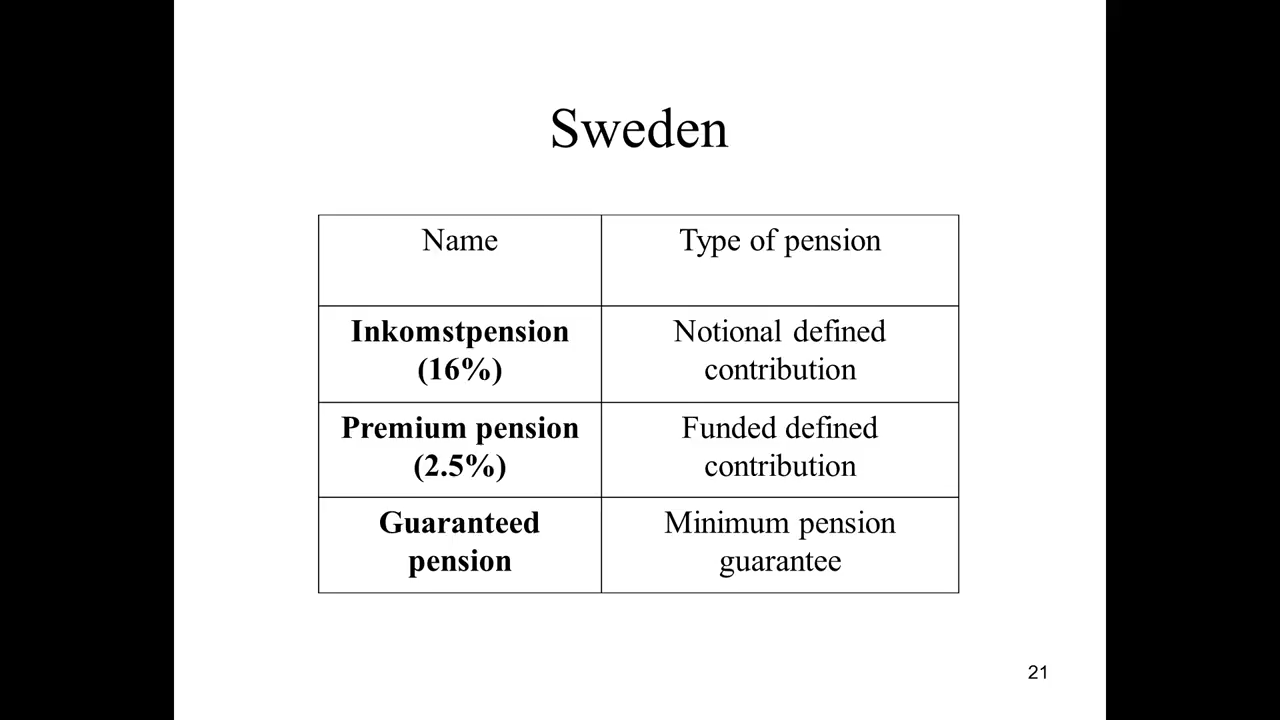 Sweden
Name
Type of pension
Inkomstpension
(16%)
Notional defined
contribution
Premium pension
(2.5%)
Funded defined
contribution
Guaranteed
pension
Minimum pension
guarantee
21